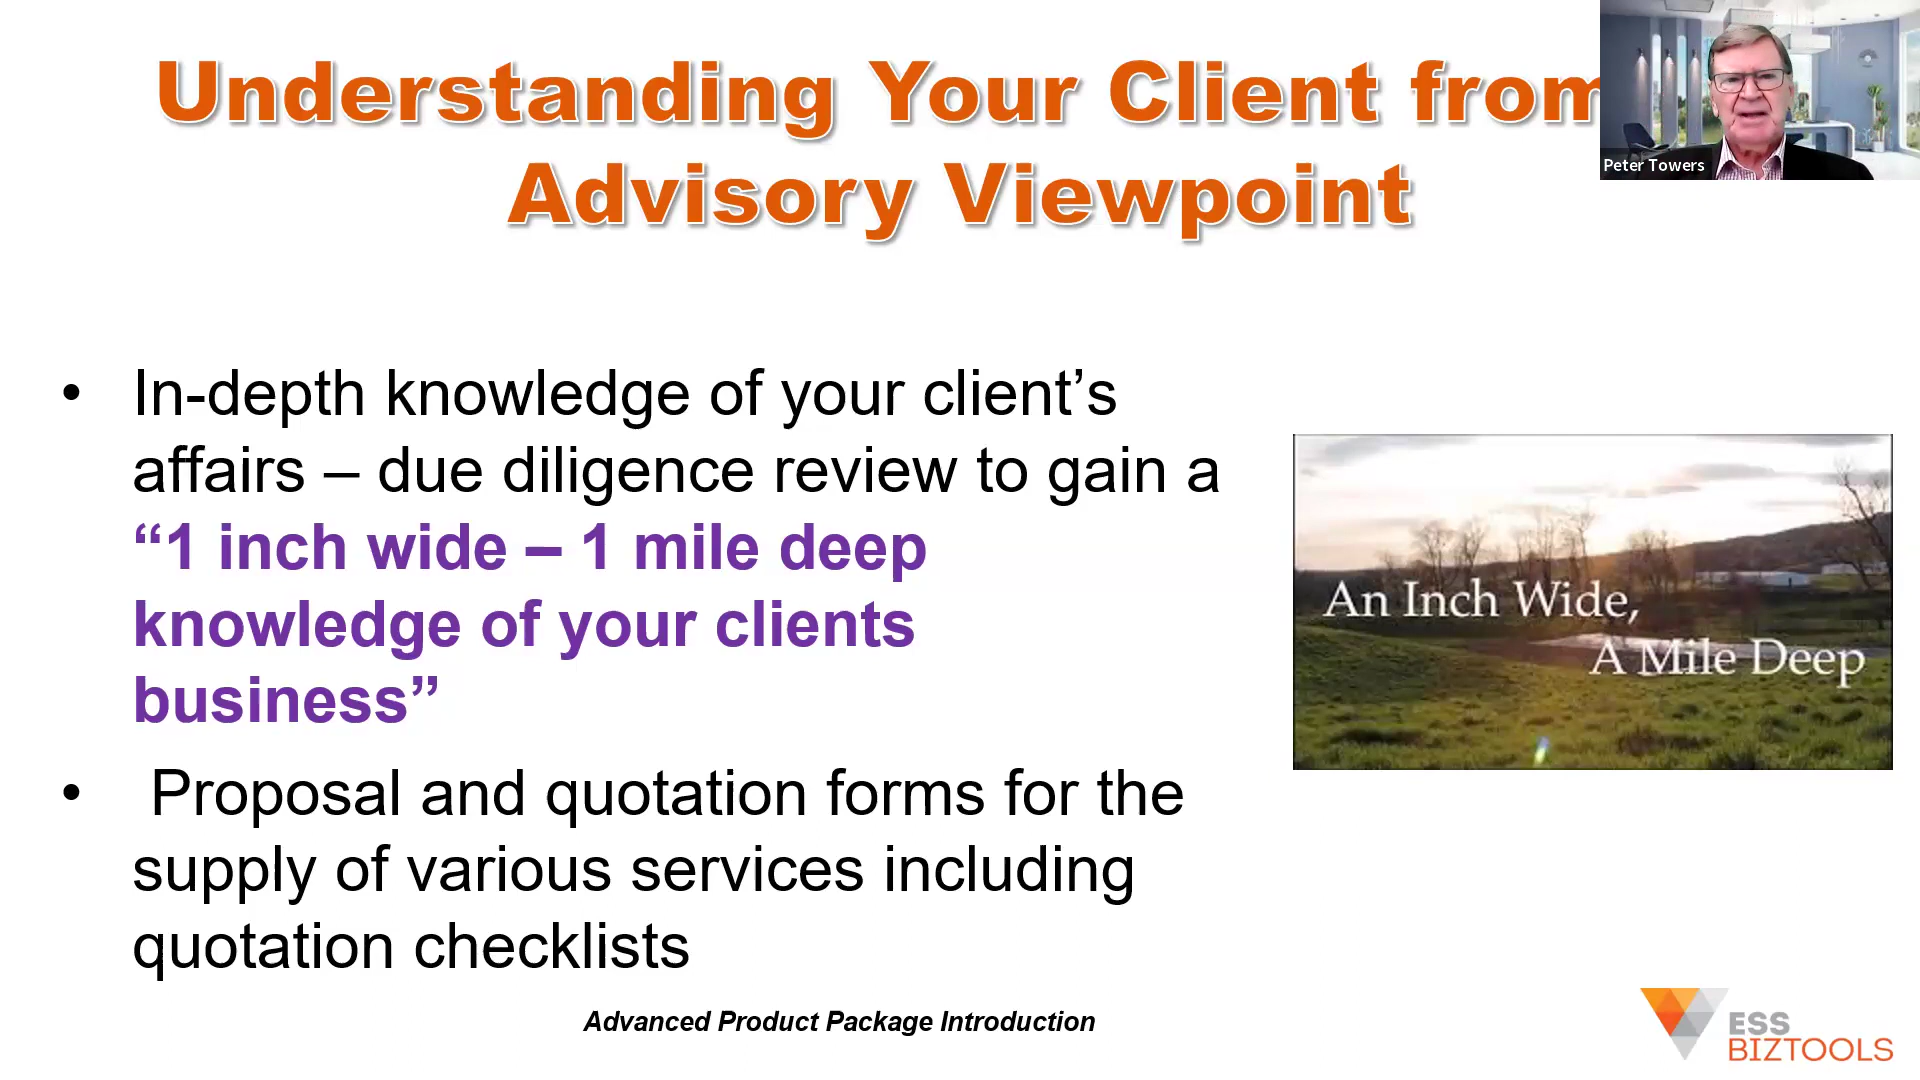 Understanding Your Client from
Advisory Viewpoint
Peter Towers
• In-depth knowledge of your client’s
affairs – due diligence review to gain a
“1 inch wide – 1 mile deep
knowledge of your clients
business”
• Proposal and quotation forms for the
supply of various services including
quotation checklists
An Inch Wide,
A Mile Deep
Advanced Product Package Introduction
ESS
BIZTOOLS